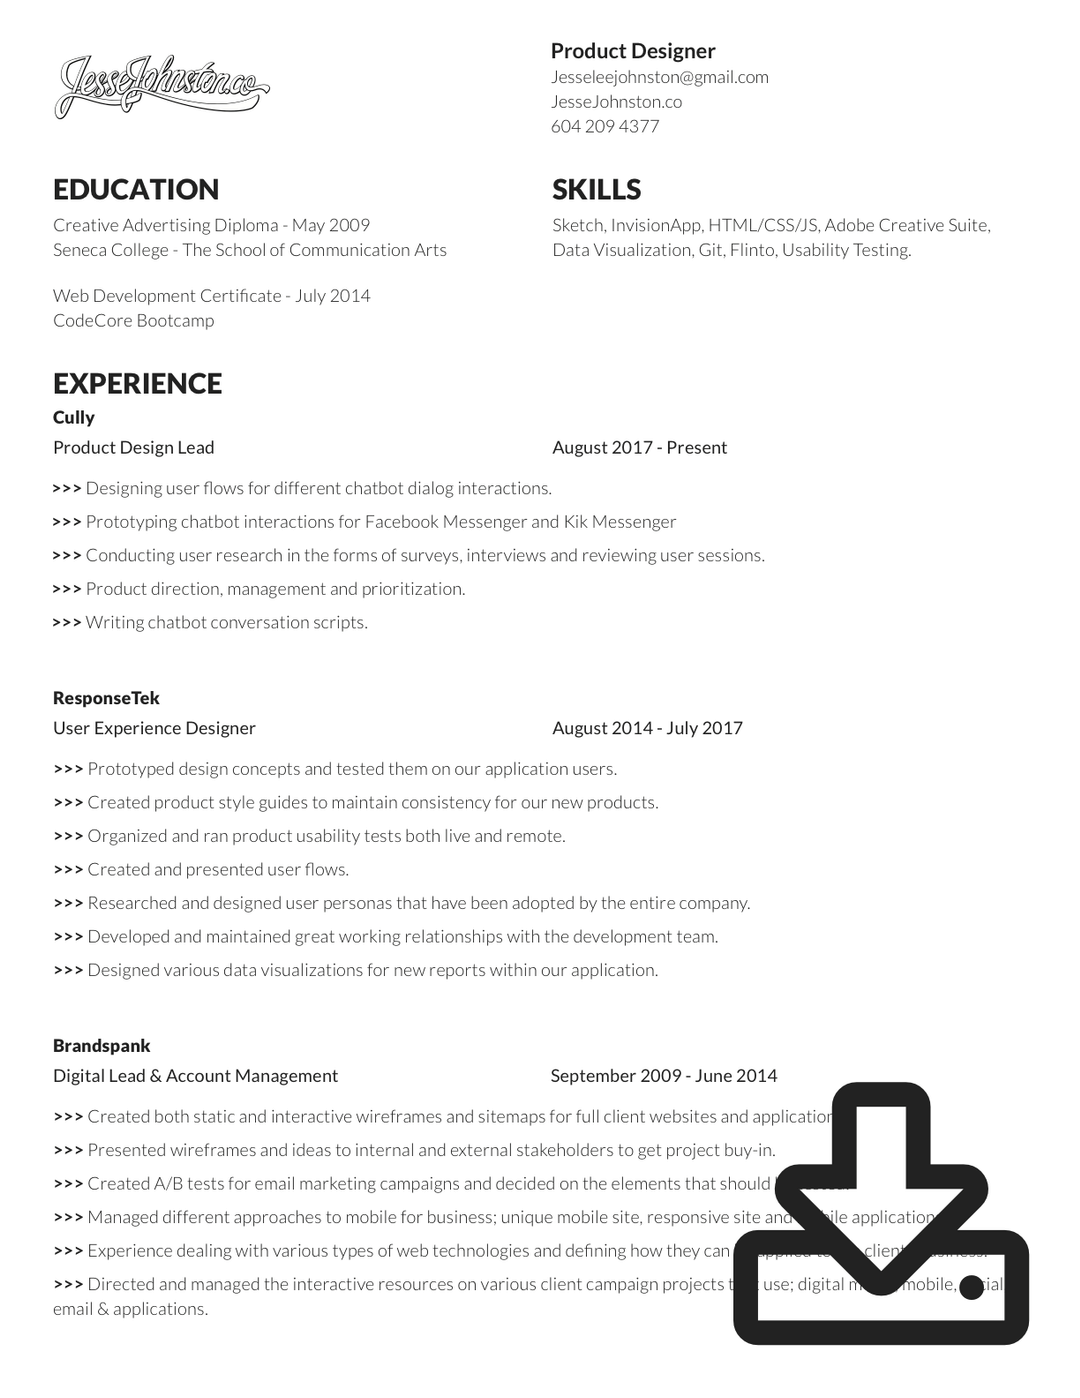 JesseJohnston.co
Product Designer
Jesseleejohnston@gmail.com
JesseJohnston.co
604 209 4377
EDUCATION
Creative Advertising Diploma - May 2009
Seneca College - The School of Communication Arts
Web Development Certificate - July 2014
CodeCore Bootcamp
SKILLS
Sketch, InvisionApp, HTML/CSS/JS, Adobe Creative Suite,
Data Visualization, Git, Flinto, Usability Testing.
EXPERIENCE
Cully
Product Design Lead August 2017 - Present
>>> Designing user flows for different chatbot dialog interactions.
>>> Prototyping chatbot interactions for Facebook Messenger and Kik Messenger
>>> Conducting user research in the forms of surveys, interviews and reviewing user sessions.
>>> Product direction, management and prioritization.
>>> Writing chatbot conversation scripts.
ResponseTek
User Experience Designer August 2014 - July 2017
>>> Prototyped design concepts and tested them on our application users.
>>> Created product style guides to maintain consistency for our new products.
>>> Organized and ran product usability tests both live and remote.
>>> Created and presented user flows.
>>> Researched and designed user personas that have been adopted by the entire company.
>>> Developed and maintained great working relationships with the development team.
>>> Designed various data visualizations for new reports within our application.
Brandspank
Digital Lead & Account Management September 2009 - June 2014
>>> Created both static and interactive wireframes and sitemaps for full client websites and application
>>> Presented wireframes and ideas to internal and external stakeholders to get project buy-in.
>>> Created A/B tests for email marketing campaigns and decided on the elements that should
>>> Managed different approaches to mobile for business; unique mobile site, responsive site and application
>>> Experience dealing with various types of web technologies and defining how they can client
>>> Directed and managed the interactive resources on various client campaign projects use; digital mobile,
email & applications.